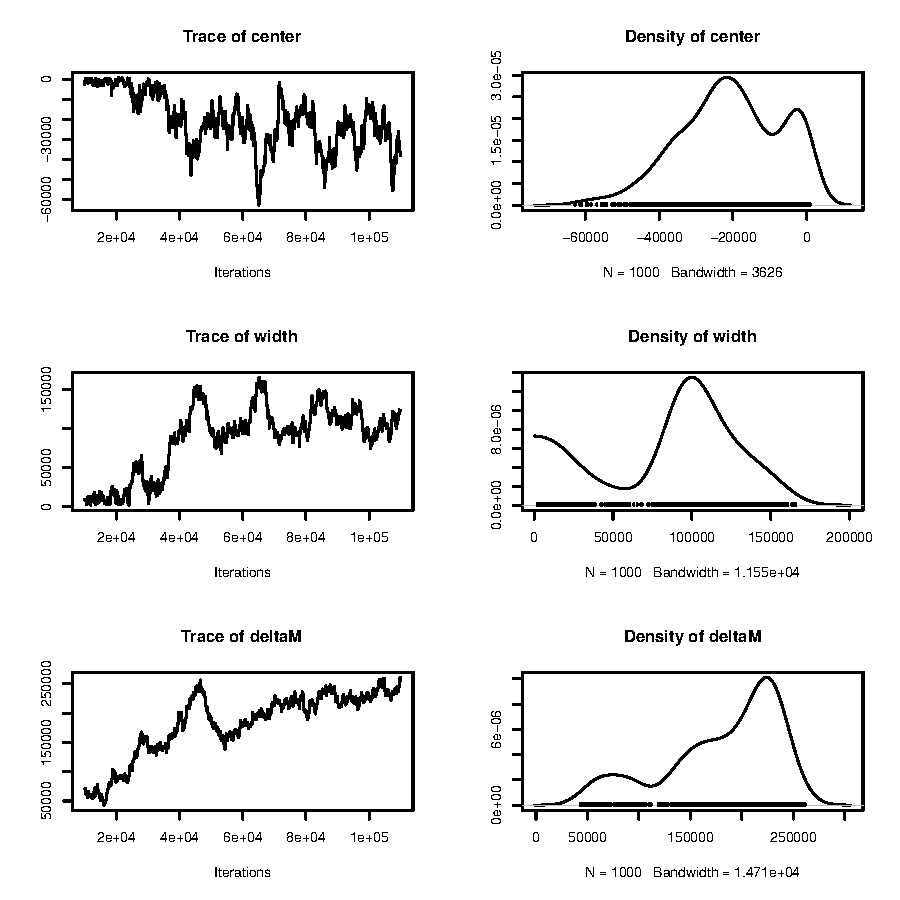 Trace of center
Density of center
0
−30000
−60000
2e+04 4e+04 6e+04 8e+04 1e+05
Iterations
3.0e−05
1.5e−05
0.0e+00
−60000 −40000 −20000 0
N = 1000 Bandwidth = 3626
Trace of width
Density of width
150000
50000
0
2e+04 4e+04 6e+04 8e+04 1e+05
Iterations
8.0e−06
0.0e+00
0 50000 100000 150000 200000
N = 1000 Bandwidth = 1.155e+04
Trace of deltaM
Density of deltaM
250000
150000
50000
2e+04 4e+04 6e+04 8e+04 1e+05
Iterations
6e−06
0e+00
0 50000 150000 250000
N = 1000 Bandwidth = 1.471e+04